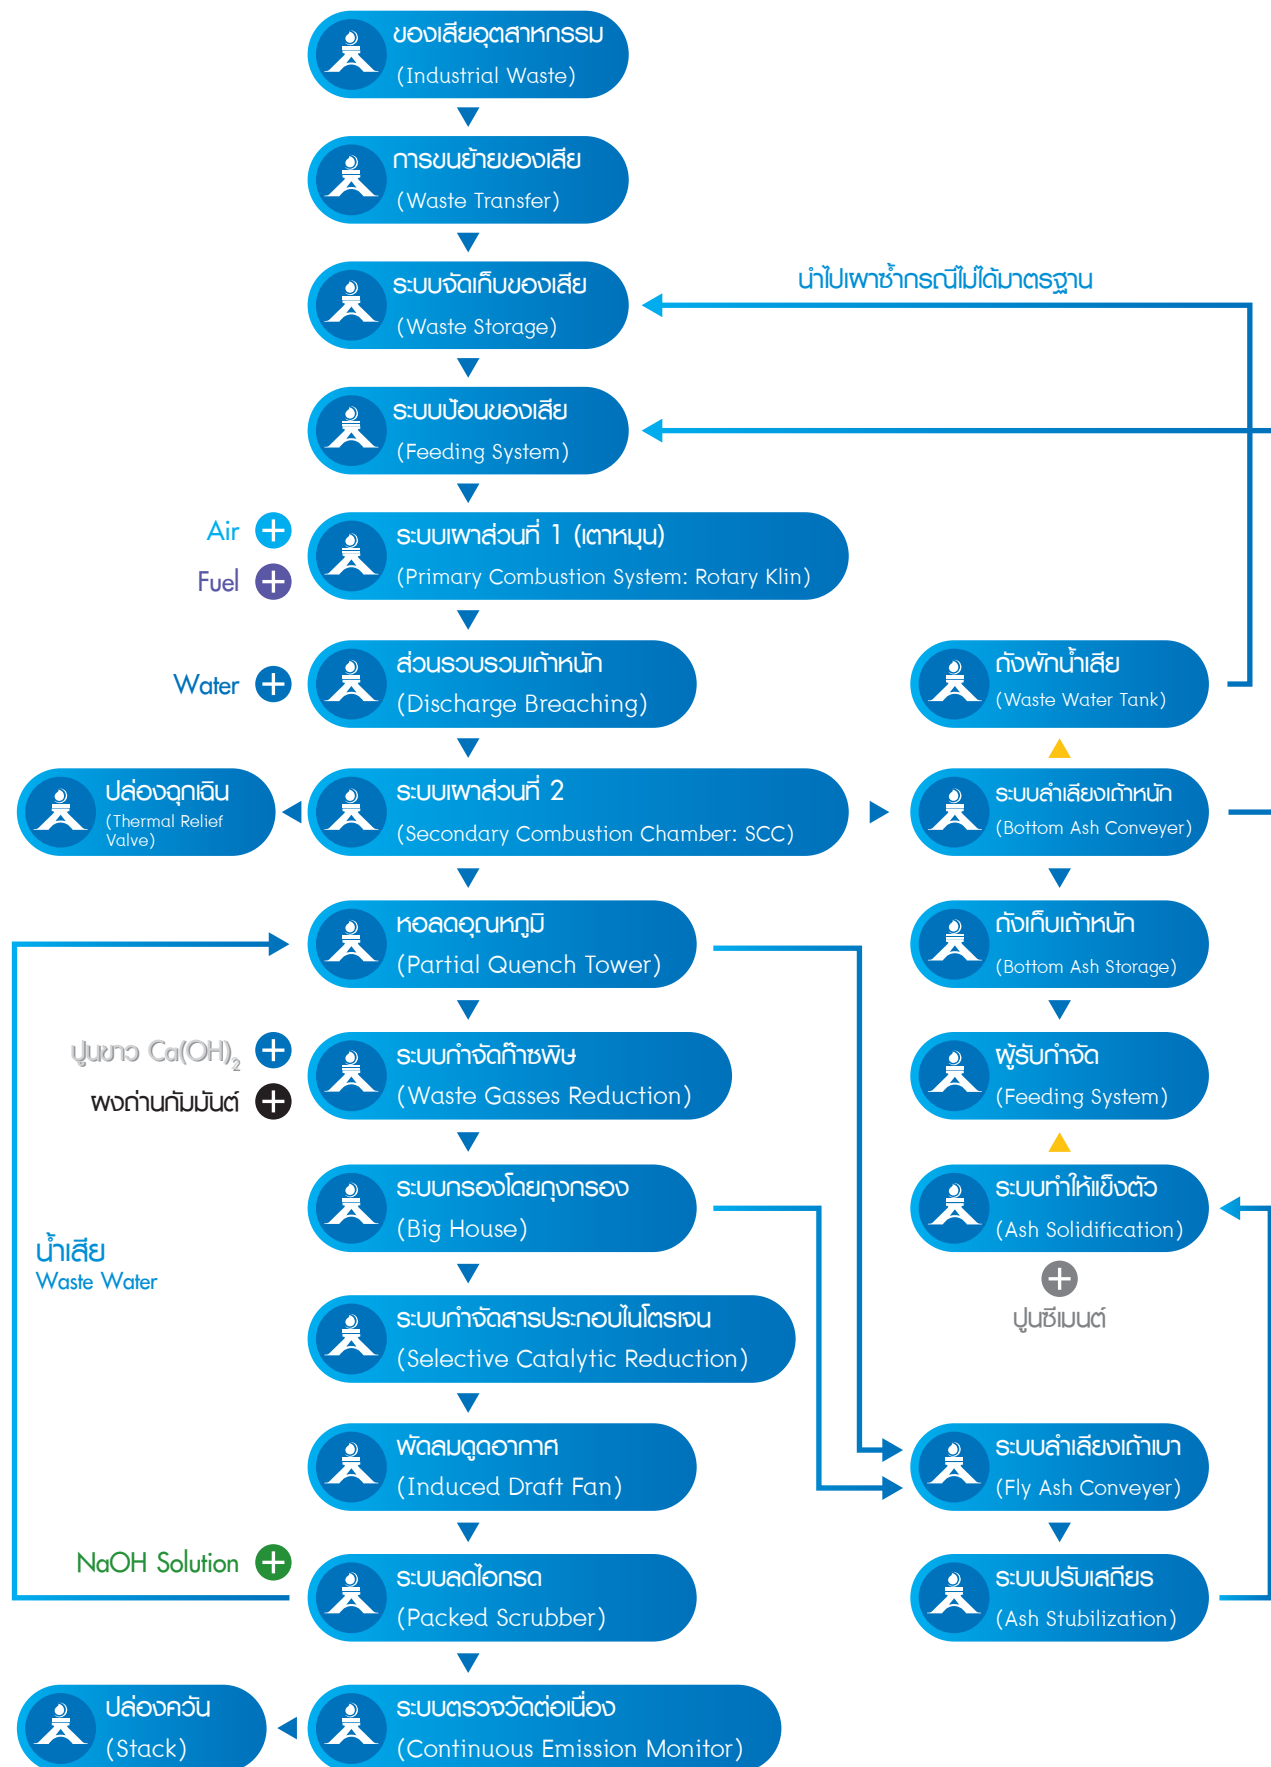 ของเสียอุตสาหกรรม
(Industrial Waste)
การขนย้ายของเสีย
(Waste Transfer)
ระบบจัดเก็บของเสีย
(Waste Storage)
นำไปเผาซ้ำกรณีไม่ได้มาตรฐาน
ระบบป้อนของเสีย
(Feeding System)
Air
Fuel
ระบบเผาส่วนที่ 1 (เตาหมุน)
(Primary Combustion System: Rotary Klin)
Water
ส่วนรวบรวมเถ้าหนัก
(Discharge Breaching)
ถังพักน้ำเสีย
(Waste Water Tank)
ปล่องฉุกเฉิน
(Thermal Relief
Valve)
ระบบเผาส่วนที่ 2
(Secondary Combustion Chamber: SCC)
ระบบลำเลียงเถ้าหนัก
(Bottom Ash Conveyer)
หอลดอุณหภูมิ
(Partial Quench Tower)
ถังเก็บเถ้าหนัก
(Bottom Ash Storage)
ปูนขาว Ca(OH)₂
ผงถ่านกัมมันต์
ระบบกำจัดก๊าซพิษ
(Waste Gasses Reduction)
ผู้รับกำจัด
(Feeding System)
ระบบกรองโดยถุงกรอง
(Big House)
ระบบทำให้แข็งตัว
(Ash Solidification)
ปูนซีเมนต์
น้ำเสีย
Waste Water
ระบบกำจัดสารประกอบไนโตรเจน
(Selective Catalytic Reduction)
พัดลมดูดอากาศ
(Induced Draft Fan)
ระบบลำเลียงเถ้าเบา
(Fly Ash Conveyer)
NaOH Solution
ระบบลดไอกรด
(Packed Scrubber)
ระบบปรับเสถียร
(Ash Stubilization)
ปล่องควัน
(Stack)
ระบบตรวจวัดต่อเนื่อง
(Continuous Emission Monitor)